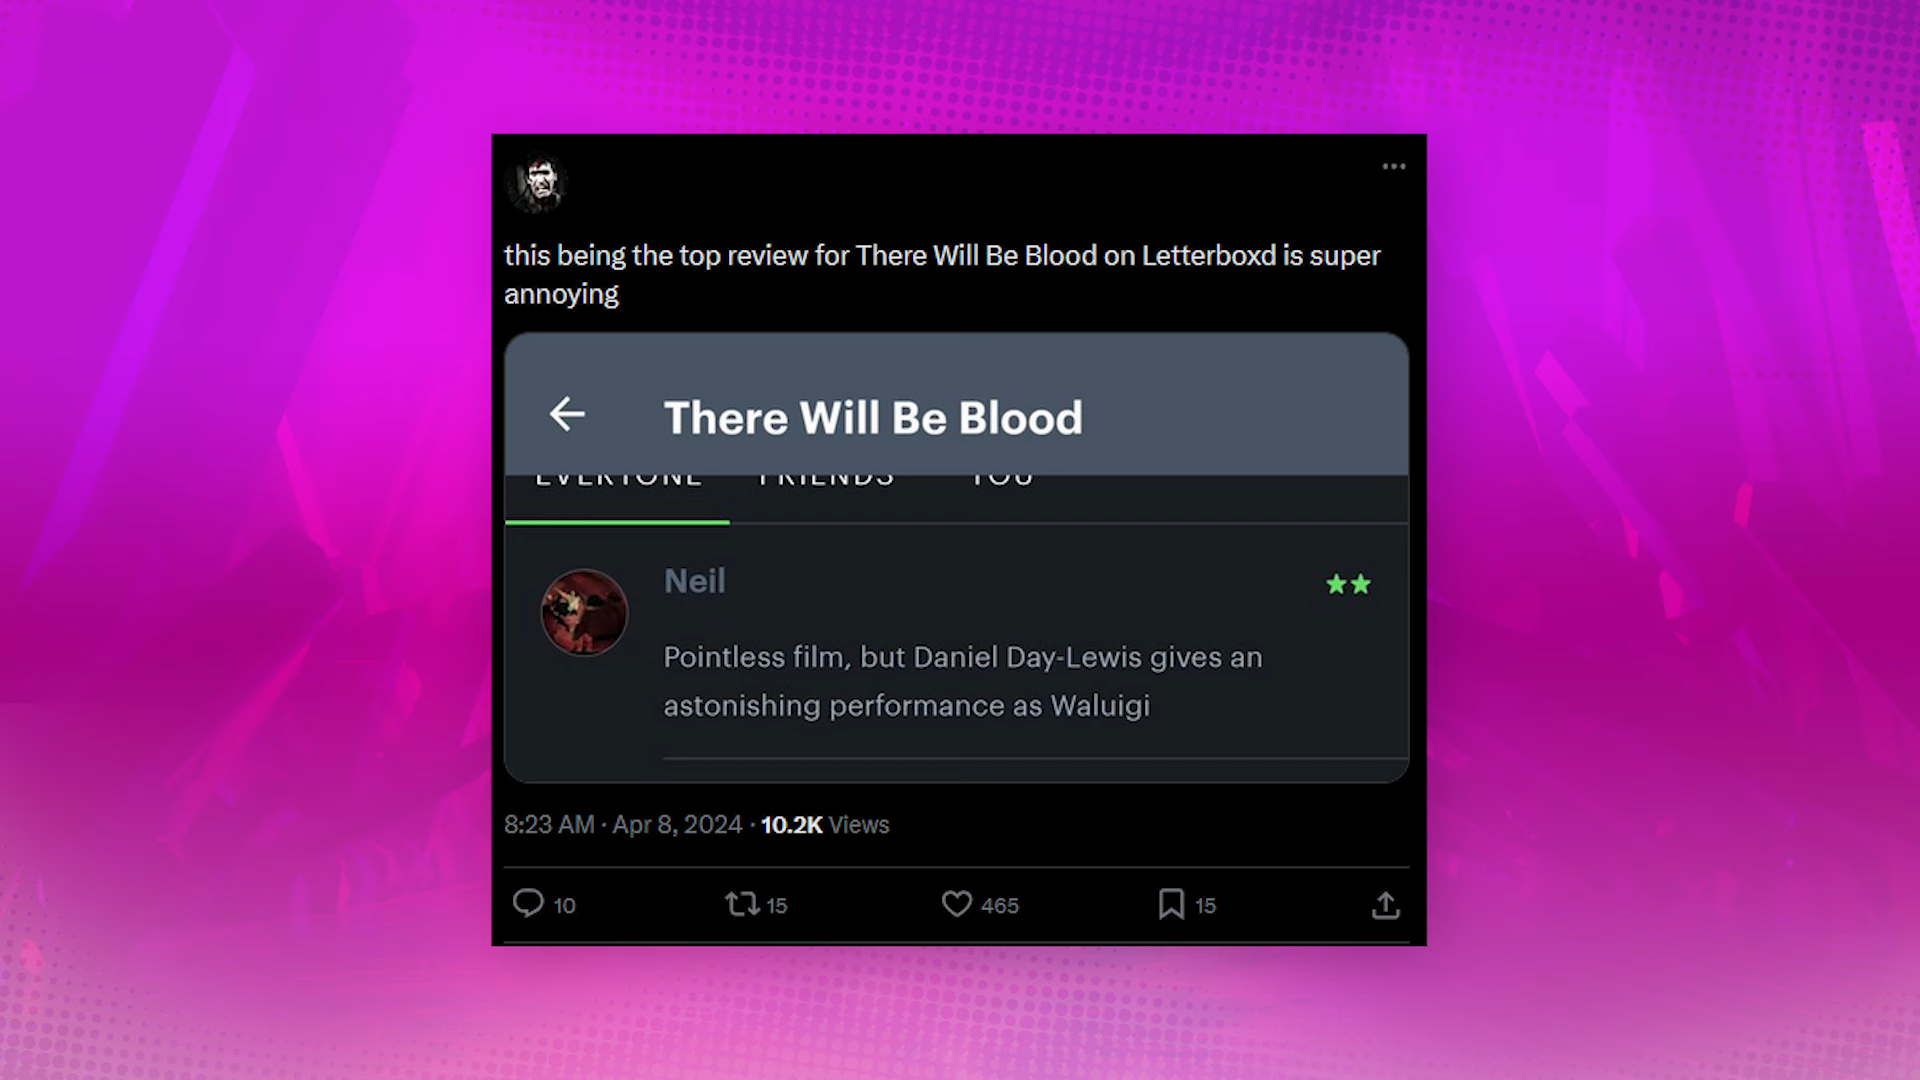 this being the top review for There Will Be Blood on Letterboxd is super
annoying
There Will Be Blood
EVERYONE FRIENDS YOU
Neil
Pointless film, but Daniel Day-Lewis gives an
astonishing performance as Waluigi
8:23 AM · Apr 8, 2024 · 10.2K Views
10 15 465 15